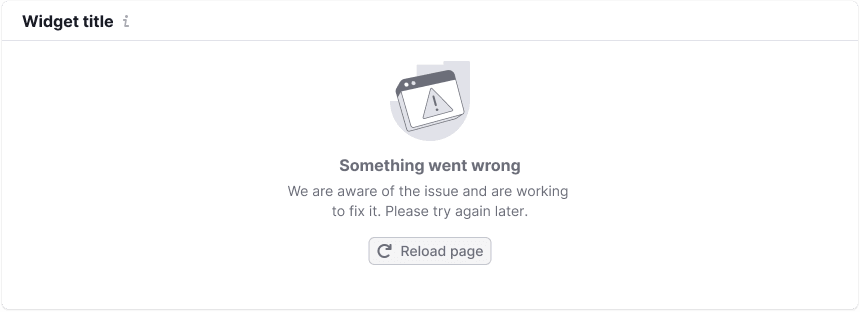 Widget title
Something went wrong
We are aware of the issue and are working
to fix it. Please try again later.
Reload page